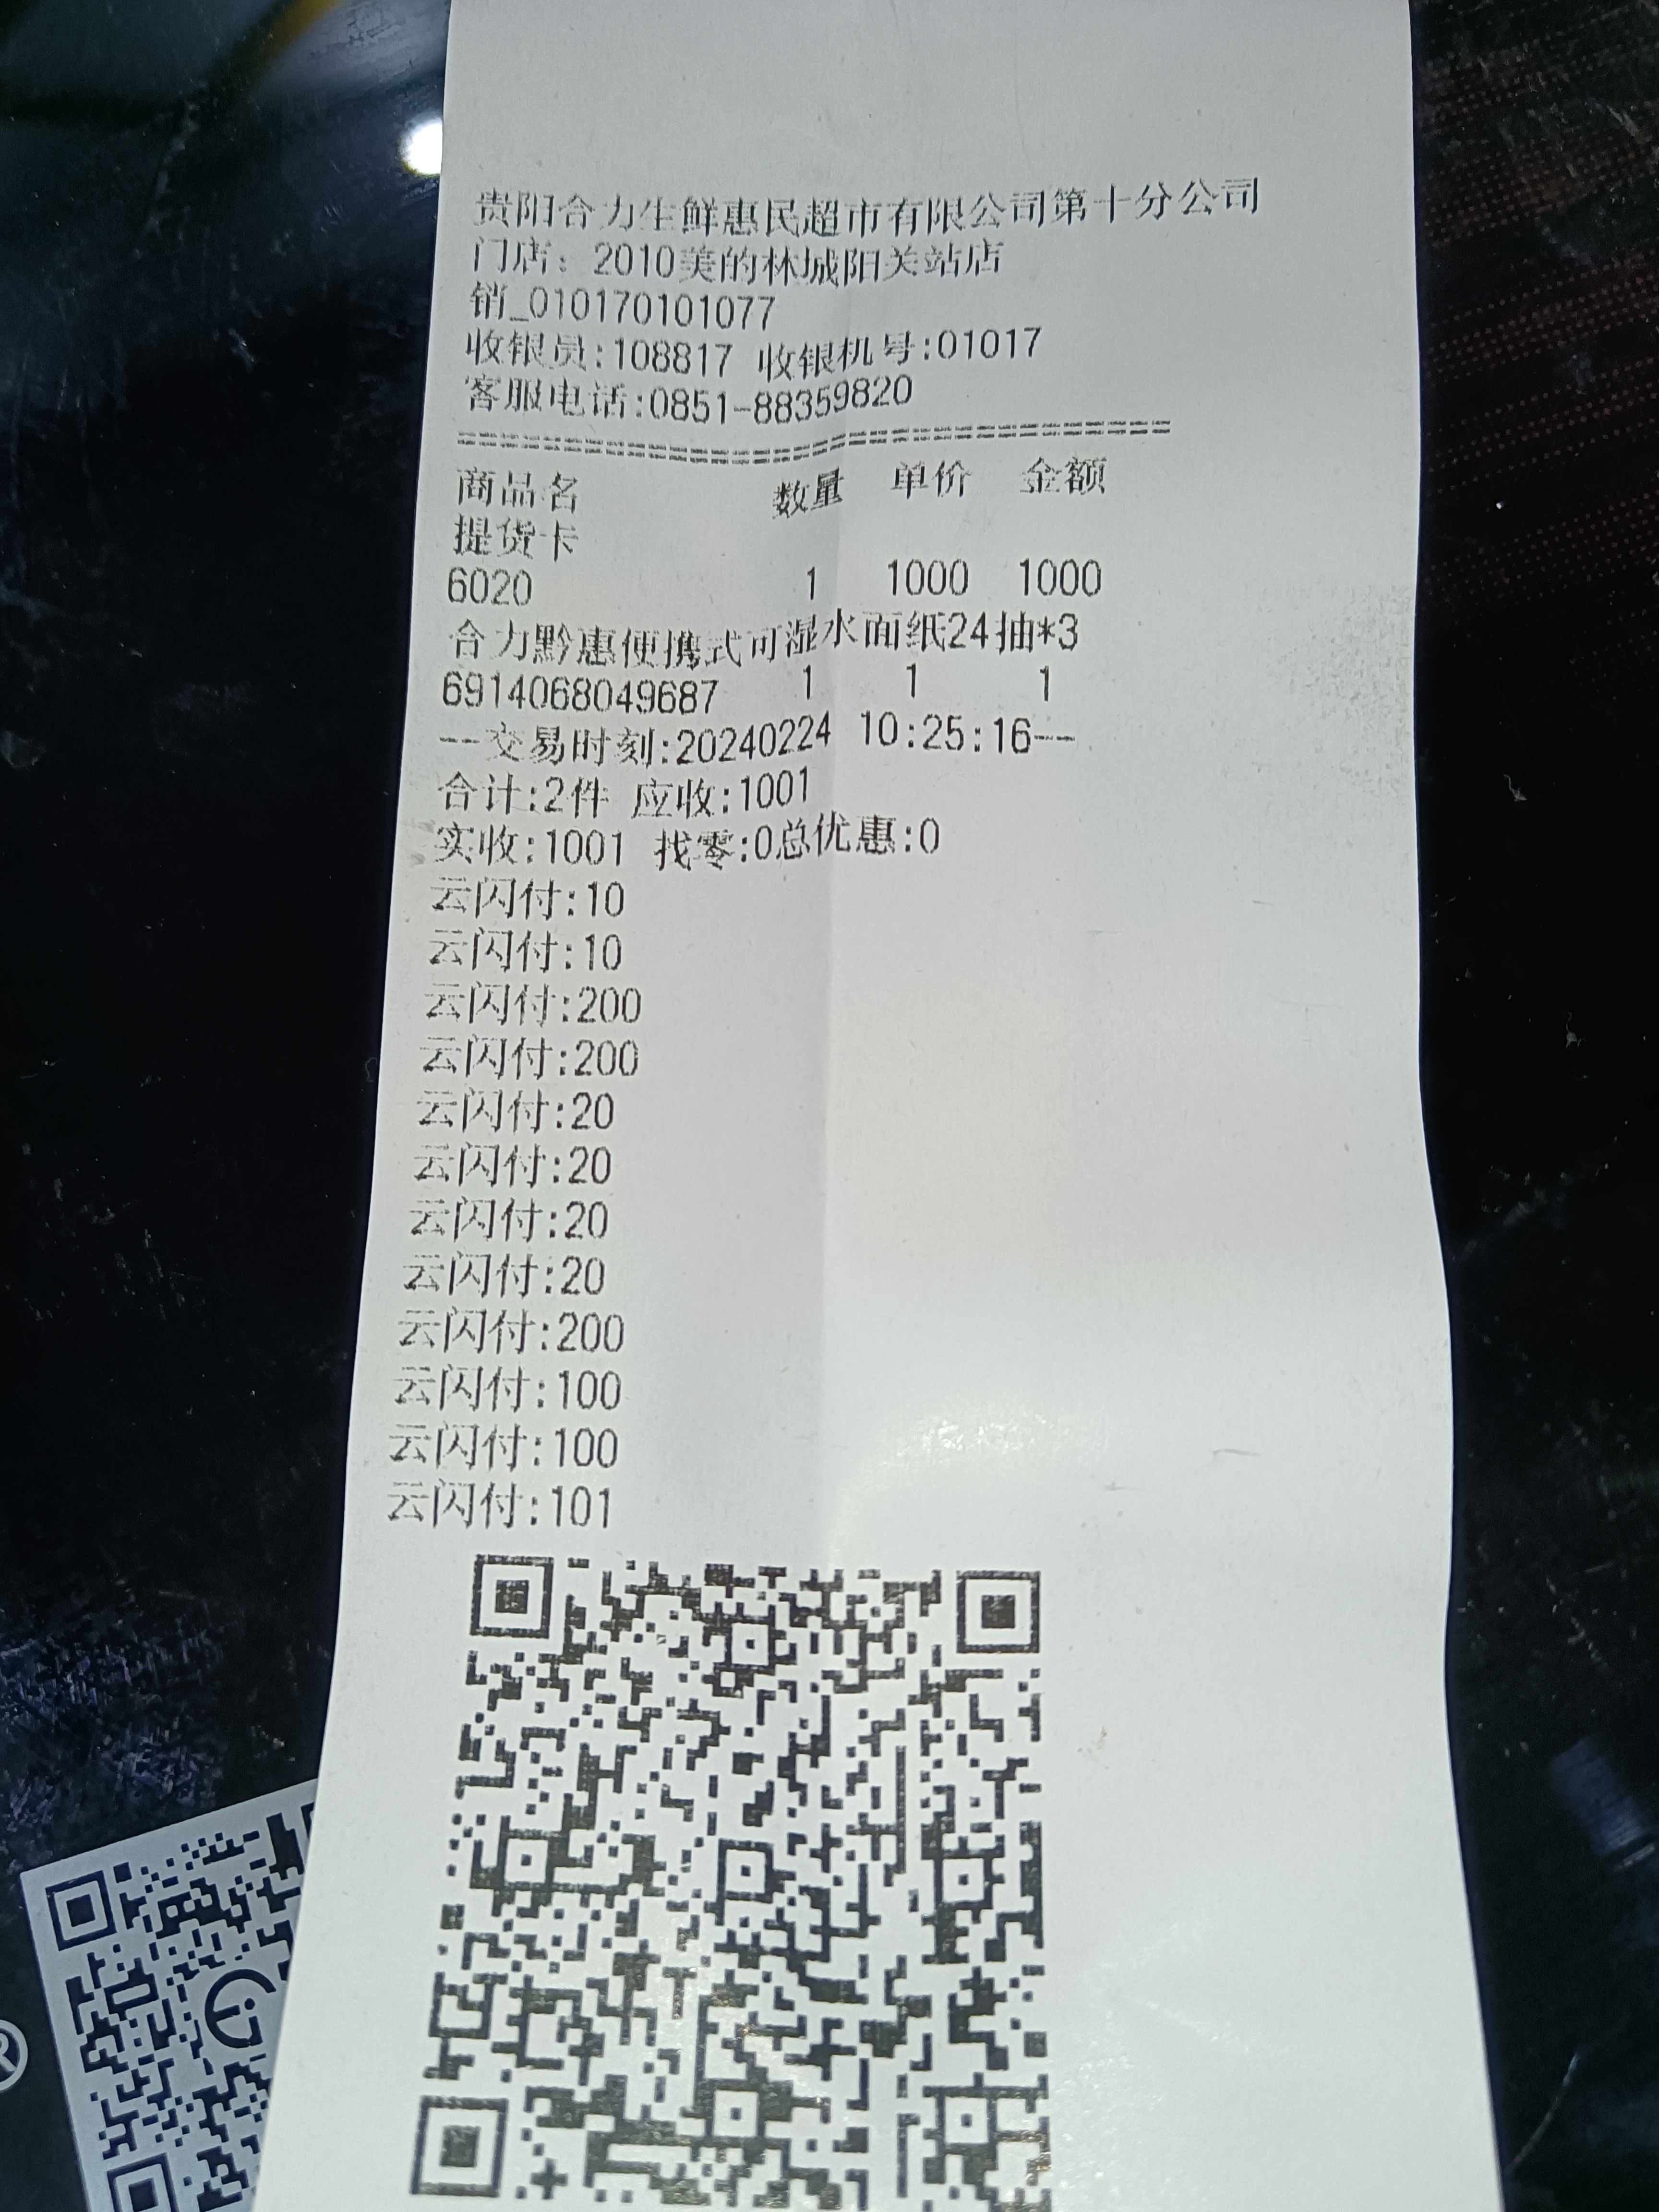 贵阳合力生鲜惠民超市有限公司第十分公司
门店：2010美的林城阳关站店
销_010170101077
收银员:108817 收银机号:01017
客服电话:0851-88359820
================================
商品名 数量 单价 金额
提货卡
6020 1 1000 1000
合力黔惠便携式可湿水面纸24抽*3
6914068049687 1 1 1
--交易时刻:20240224 10:25:16--
合计:2件 应收:1001
实收:1001 找零:0总优惠:0
云闪付:10
云闪付:10
云闪付:200
云闪付:200
云闪付:20
云闪付:20
云闪付:20
云闪付:20
云闪付:200
云闪付:100
云闪付:100
云闪付:101
®